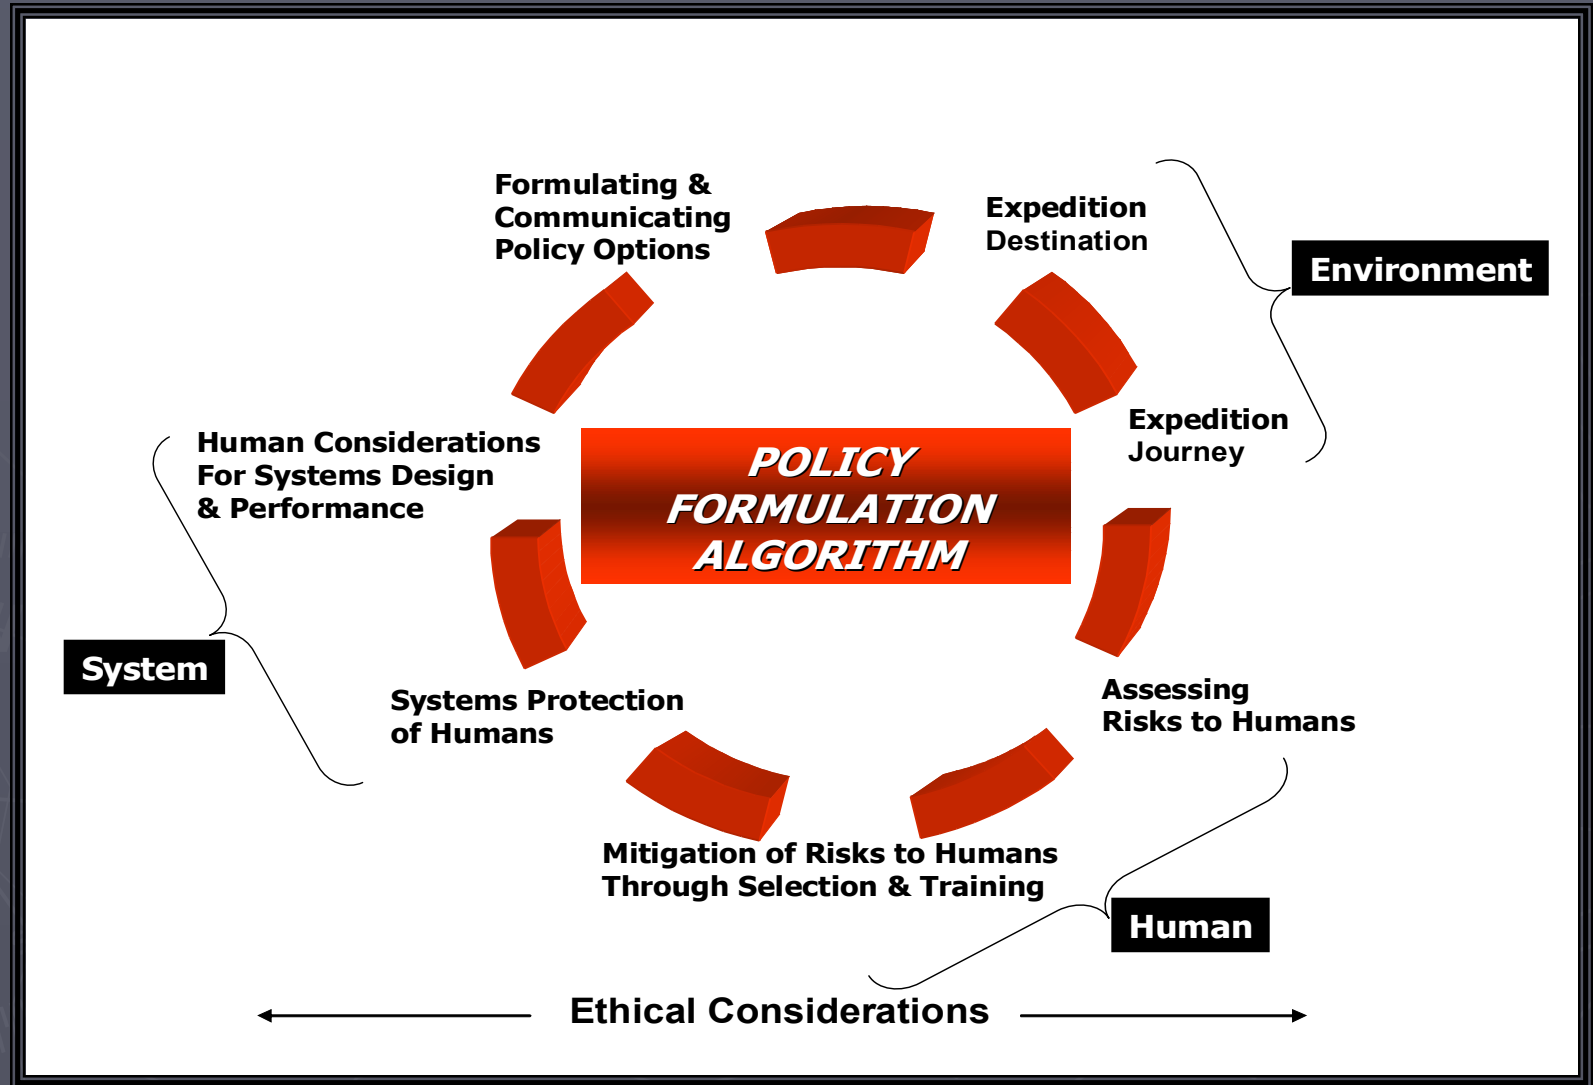 Formulating &
Communicating
Policy Options
Expedition
Destination
Environment
Expedition
Journey
Human Considerations
For Systems Design
& Performance
POLICY
FORMULATION
ALGORITHM
System
Systems Protection
of Humans
Assessing
Risks to Humans
Mitigation of Risks to Humans
Through Selection & Training
Human
Ethical Considerations